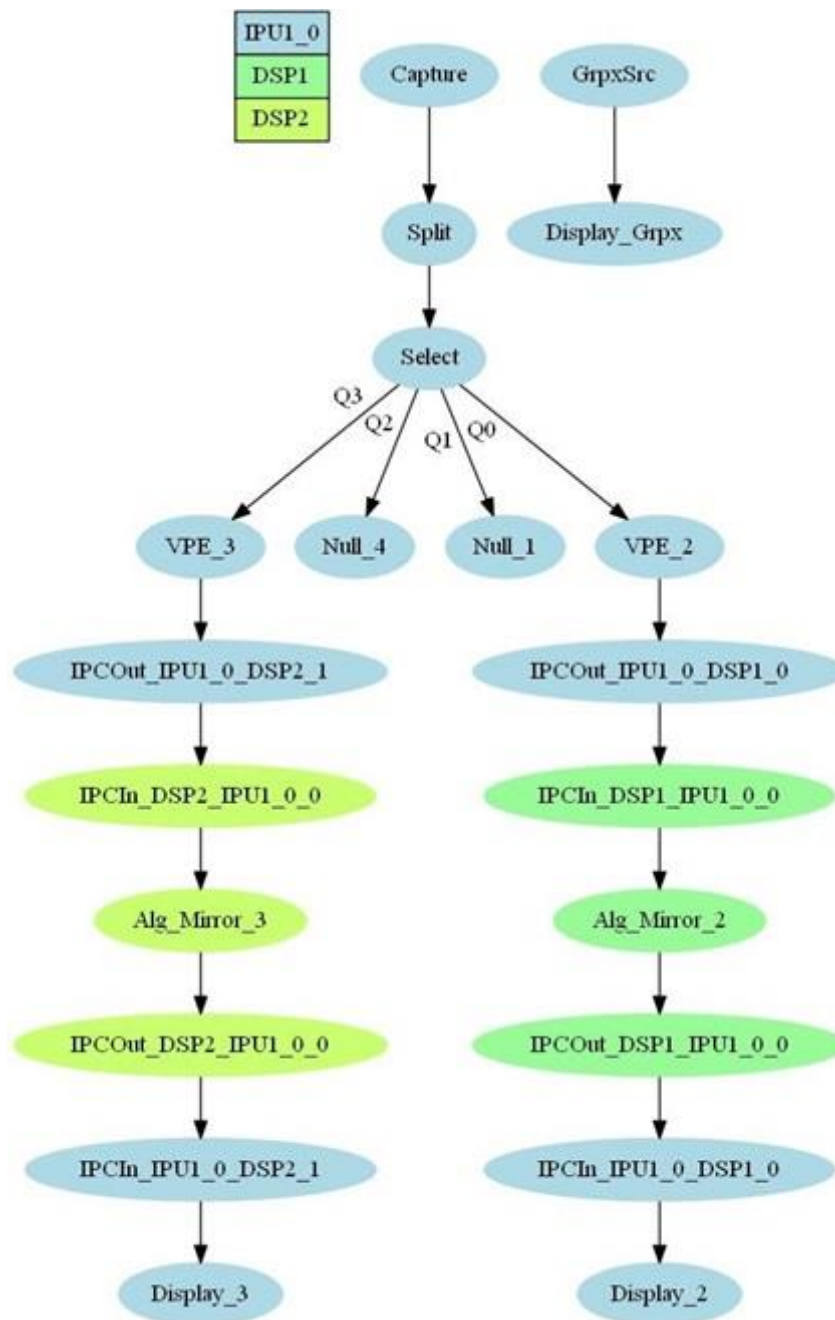 IPU1_0
DSP1
DSP2
Capture
GrpxSrc
Split
Display_Grpx
Select
Q3
Q2
Q1
Q0
VPE_3
Null_4
Null_1
VPE_2
IPCOut_IPU1_0_DSP2_1
IPCOut_IPU1_0_DSP1_0
IPCIn_DSP2_IPU1_0_0
IPCIn_DSP1_IPU1_0_0
Alg_Mirror_3
Alg_Mirror_2
IPCOut_DSP2_IPU1_0_0
IPCOut_DSP1_IPU1_0_0
IPCIn_IPU1_0_DSP2_1
IPCIn_IPU1_0_DSP1_0
Display_3
Display_2